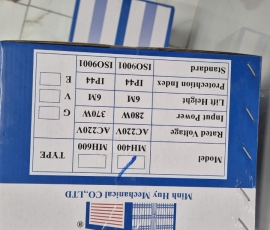 ®
Minh Huy Mechanical CO.,LTD
Model MH400 MH600 TYPE
Rated Voltage AC220V AC220V
Input Power 280W 370W G
Lift Height 6M 6M V
Protechtion Index IP44 IP44 E
Standard ISO9001 ISO9001